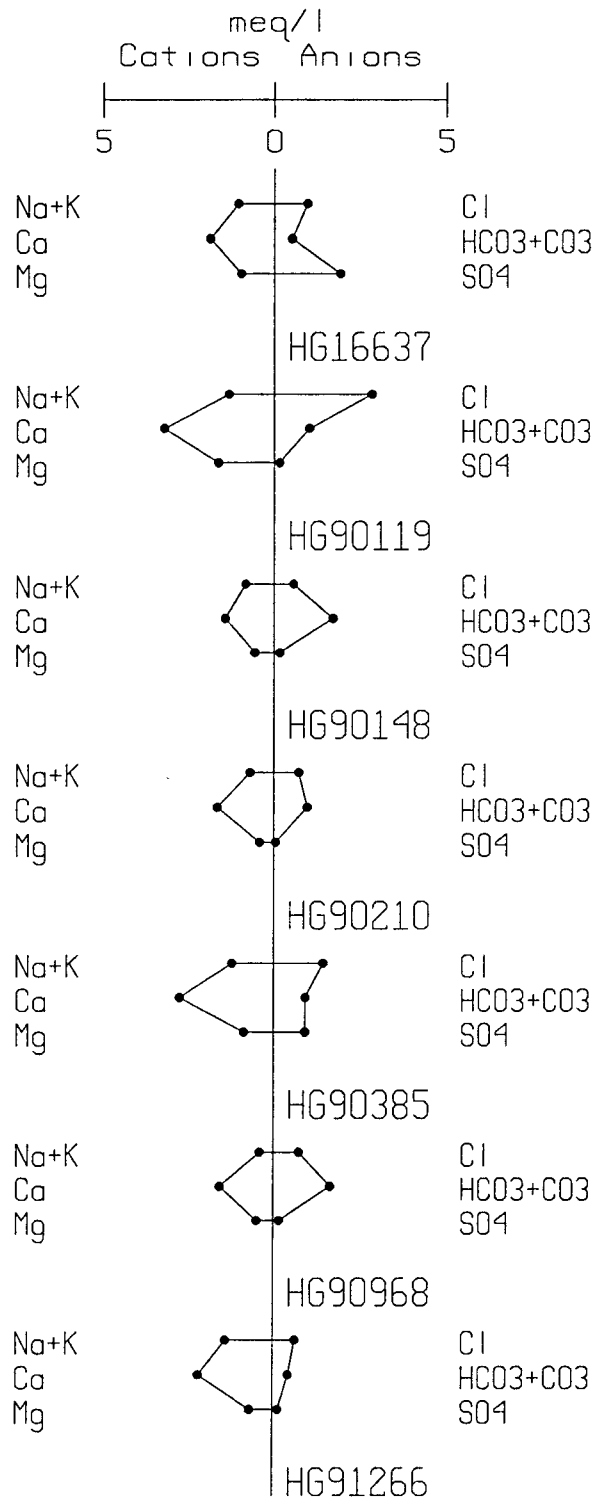 meq/l
Cations Anions
5 0 5
Na+K Cl
Ca HCO3+CO3
Mg SO4
HG16637
Na+K Cl
Ca HCO3+CO3
Mg SO4
HG90119
Na+K Cl
Ca HCO3+CO3
Mg SO4
HG90148
Na+K Cl
Ca HCO3+CO3
Mg SO4
HG90210
Na+K Cl
Ca HCO3+CO3
Mg SO4
HG90385
Na+K Cl
Ca HCO3+CO3
Mg SO4
HG90968
Na+K Cl
Ca HCO3+CO3
Mg SO4
HG91266